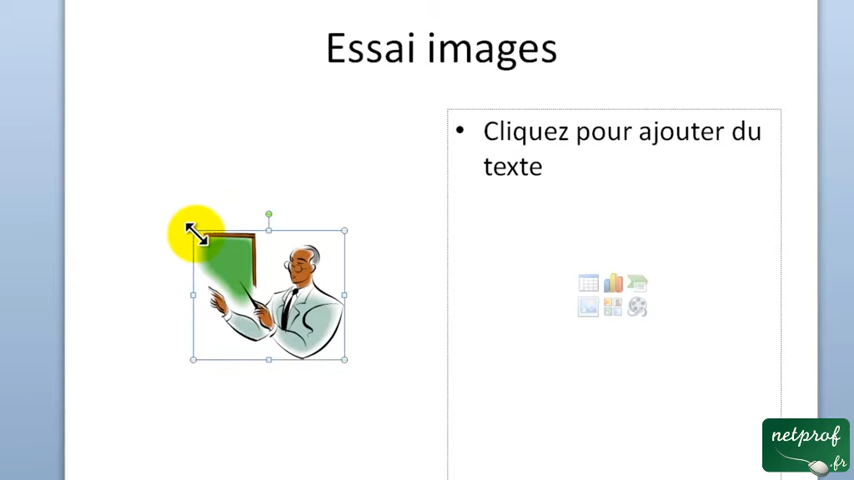 Essai images
• Cliquez pour ajouter du
texte
netprof
.fr